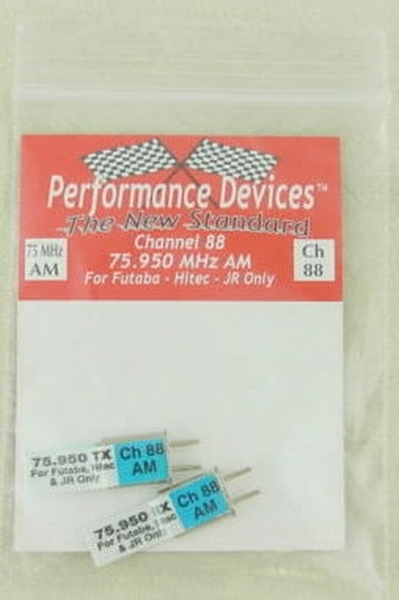 Performance Devices™
The New Standard
Channel 88
75 MHz
AM
75.950 MHz AM
Ch
88
For Futaba - Hitec - JR Only
75.950 TX
For Futaba, Hitec
& JR Only
Ch 88
AM
75.950 RX
For Futaba, Hitec
& JR Only
Ch 88
AM